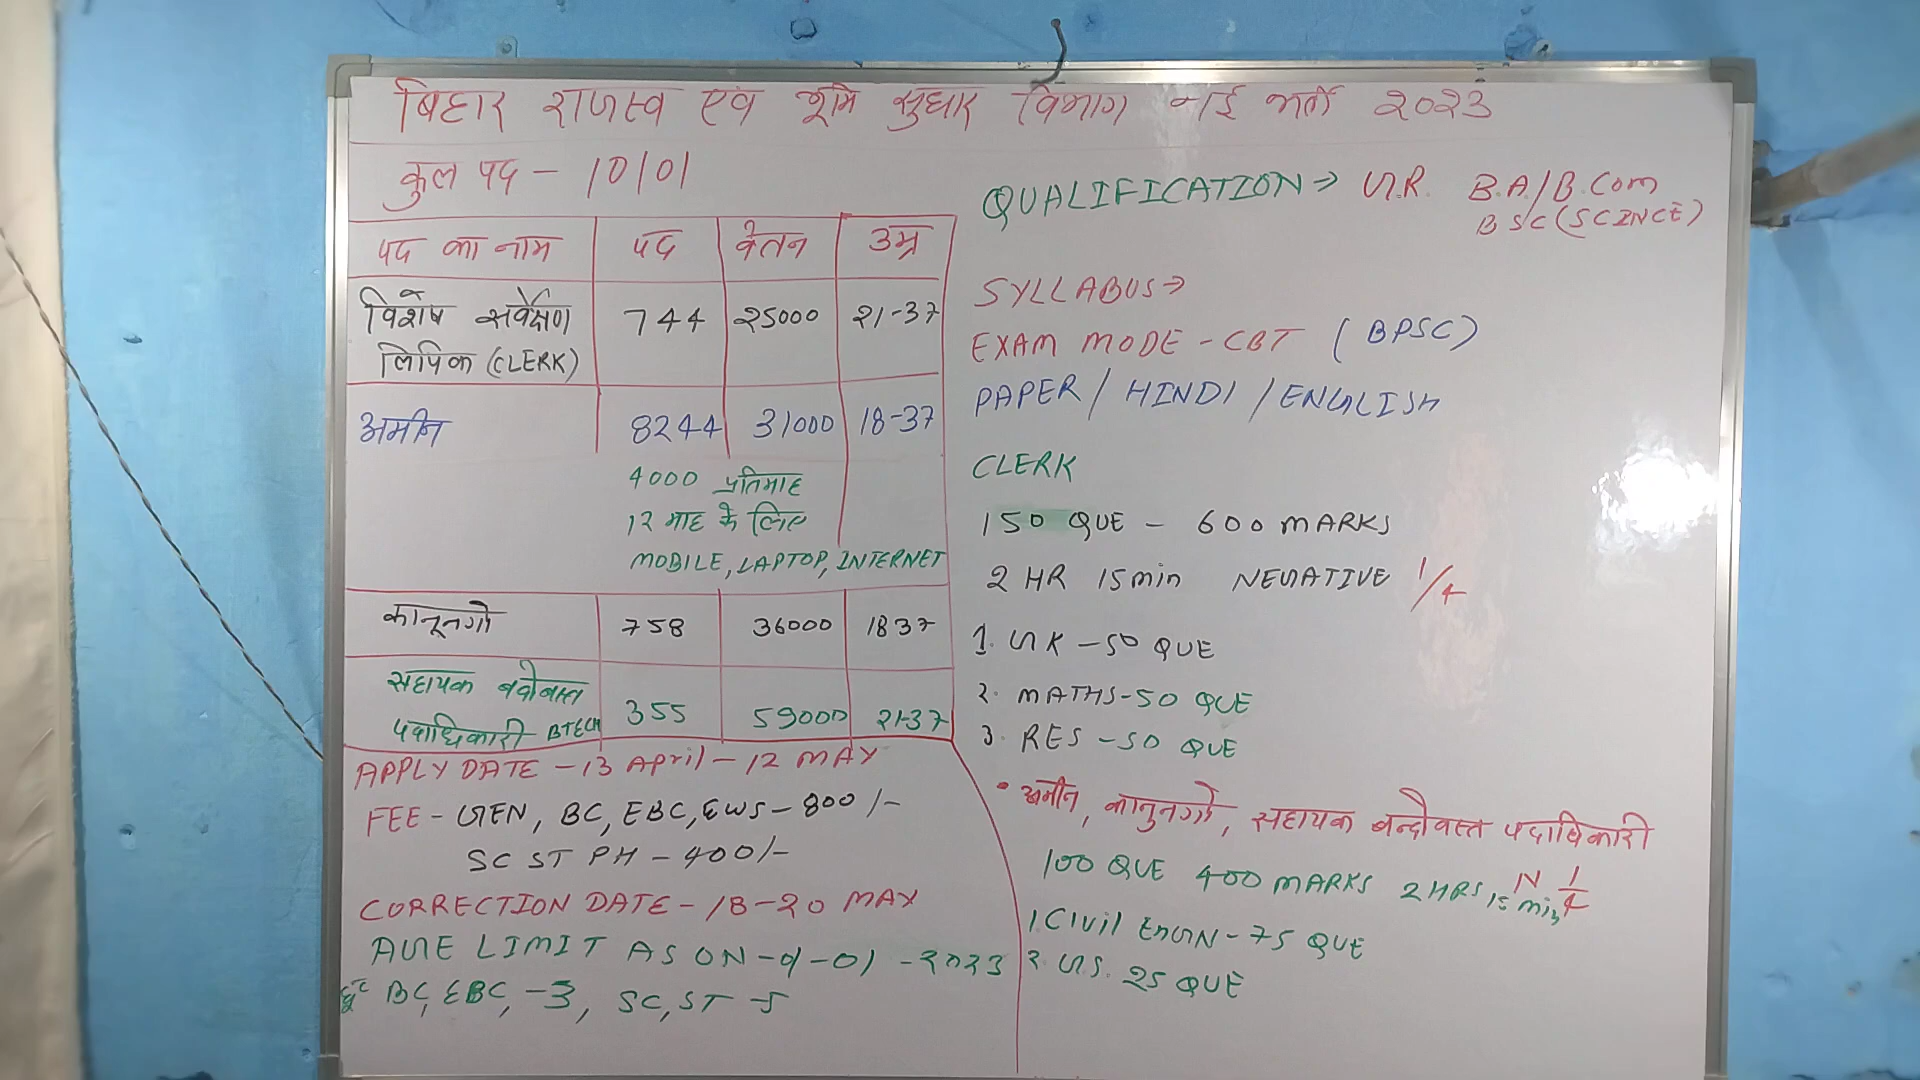 बिहार राजस्व एवं भूमि सुधार विभाग नई भर्ती 2023
कुल पद - 10101
पद का नाम पद वेतन उम्र
विशेष सर्वेक्षण लिपिक (CLERK) 744 25000 21-37
अमीन 8244 31000 18-37
4000 प्रतिमाह
12 माह के लिए
MOBILE, LAPTOP, INTERNET
कानूनगो 758 36000 18 37
सहायक बंदोबस्त पदाधिकारी BTECH 355 59000 21-37
APPLY DATE - 13 April - 12 MAY
FEE - GEN, BC, EBC, EWS - 800/-
SC ST PH - 400/-
CORRECTION DATE - 18-20 MAY
AGE LIMIT AS ON - 01-01-2023
छूट BC, EBC, -3, SC, ST -5
QUALIFICATION → G.R. B.A/B.Com
BSC (SCINCE)
SYLLABUS →
EXAM MODE - CBT (BPSC)
PAPER / HINDI / ENGLISH
CLERK
150 QUE - 600 MARKS
2 HR 15 min NEGATIVE 1/4
1. GK - 50 QUE
2. MATHS - 50 QUE
3. RES - 50 QUE
• अमीन, कानुनगो, सहायक बन्दोवस्त पदाधिकारी
100 QUE 400 MARKS 2 HRS 15 min N 1/4
1. Civil EnGN - 75 QUE
2. GS. 25 QUE